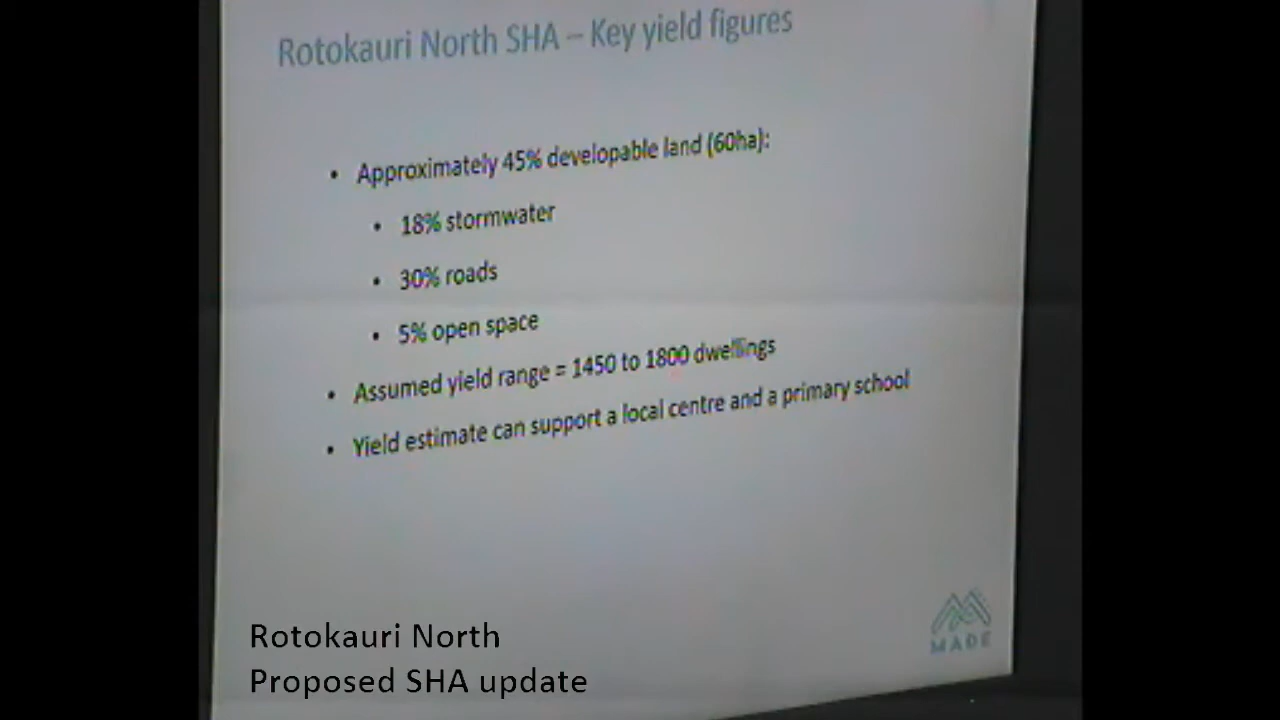 Rotokauri North SHA – Key yield figures
• Approximately 45% developable land (60ha):
• 18% stormwater
• 30% roads
• 5% open space
• Assumed yield range = 1450 to 1800 dwellings
• Yield estimate can support a local centre and a primary school
MADE
Rotokauri North
Proposed SHA update